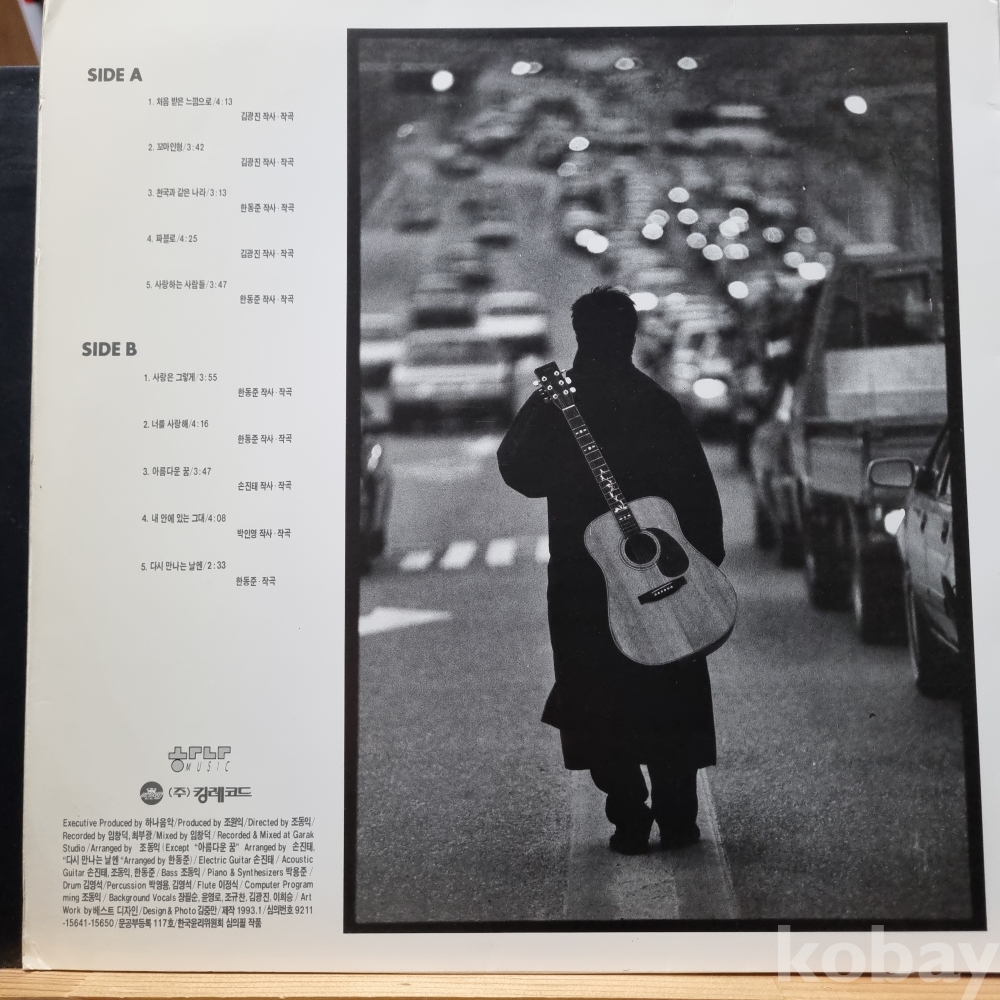 SIDE A
1. 처음 받은 느낌으로/4:13
김광진 작사·작곡
2. 꼬마인형/3:42
김광진 작사·작곡
3. 천국과 같은 나라/3:13
한동준 작사·작곡
4. 파블로/4:25
김광진 작사·작곡
5. 사랑하는 사람들/3:47
한동준 작사·작곡
SIDE B
1. 사랑은 그렇게/3:55
한동준 작사·작곡
2. 너를 사랑해/4:16
한동준 작사·작곡
3. 아름다운 꿈/3:47
손진태 작사·작곡
4. 내 안에 있는 그대/4:08
박인영 작사·작곡
5. 다시 만나는 날엔/2:33
한동준·작곡
하나
MUSIC
(주) 킹레코드
Executive Produced by 하나음악/Produced by 조원익/Directed by 조동익/
Recorded by 임창덕, 최부광/Mixed by 임창덕/Recorded & Mixed at Garak
Studio/Arranged by 조동익(Except "아름다운 꿈" Arranged by 손진태,
"다시 만나는 날엔"Arranged by 한동준)/Electric Guitar 손진태/Acoustic
Guitar 손진태, 조동익, 한동준/Bass 조동익/Piano & Synthesizers 박용준/
Drum 김영석/Percussion 박영용, 김영석/Flute 이정식/Computer Program
ming 조동익/Background Vocals 장필순, 윤영로, 조규찬, 김광진, 이희승/Art
Work by베스트 디자인/Design & Photo 김중만/제작 1993.1/심의번호 9211
-15641-15650/문공부등록 117호/한국윤리위원회 심의필 작품
kobay